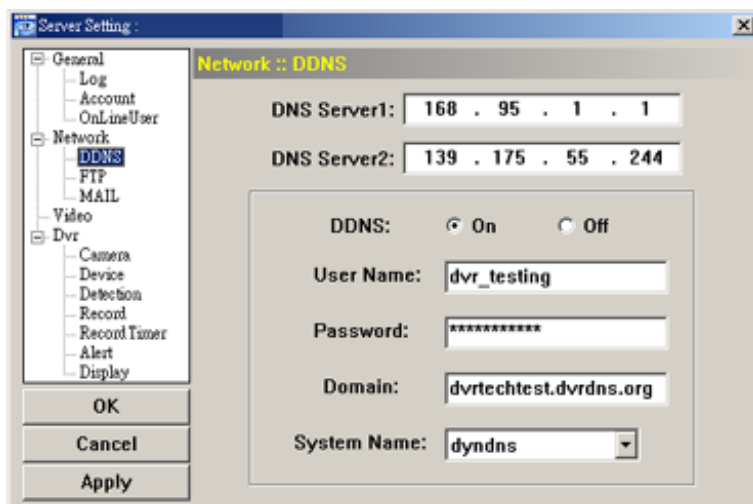 Server Setting :
General
Log
Account
OnLineUser
Network
DDNS
FTP
MAIL
Video
Dvr
Camera
Device
Detection
Record
Record Timer
Alert
Display
OK
Cancel
Apply
Network :: DDNS
DNS Server1: 168 . 95 . 1 . 1
DNS Server2: 139 . 175 . 55 . 244
DDNS: On Off
User Name: dvr_testing
Password: ***********
Domain: dvrtechtest.dvrdns.org
System Name: dyndns